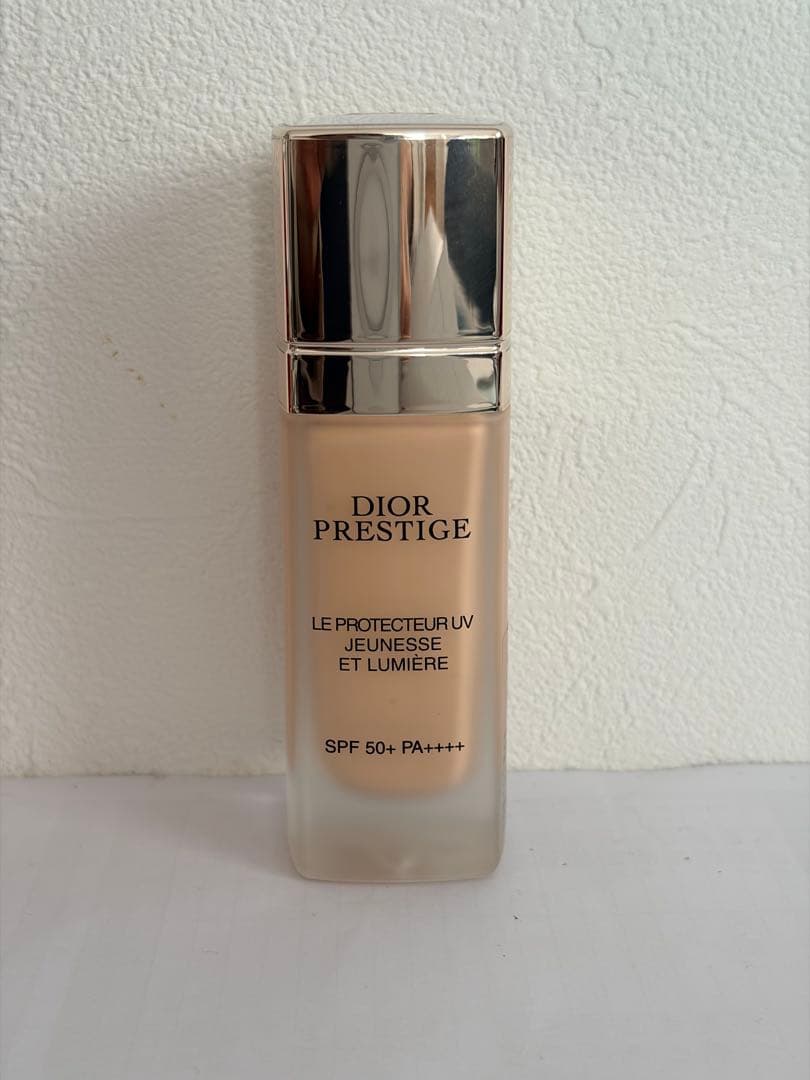 DIOR
PRESTIGE
LE PROTECTEUR UV
JEUNESSE
ET LUMIÈRE
SPF 50+ PA++++